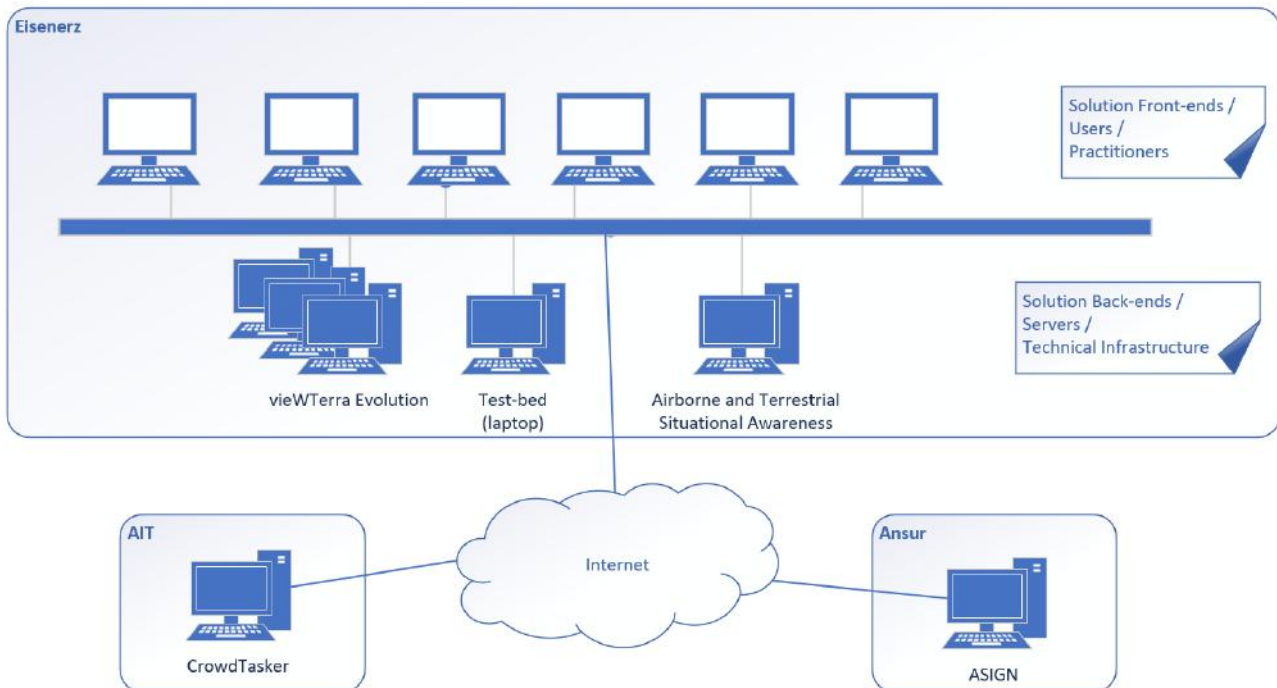 Eisenerz
Solution Front-ends /
Users /
Practitioners
Solution Back-ends /
Servers /
Technical Infrastructure
vieWTerra Evolution
Test-bed
(laptop)
Airborne and Terrestrial
Situational Awareness
AIT
CrowdTasker
Internet
Ansur
ASIGN